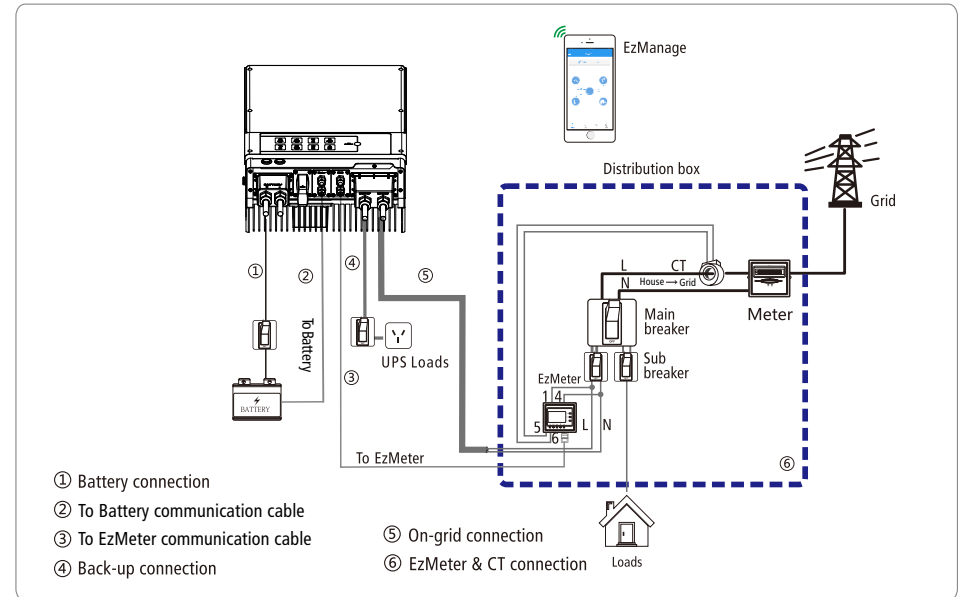 EzManage
Distribution box
Grid
①
②
④
⑤
L
CT
N
House → Grid
Meter
Main
breaker
OFF
To Battery
UPS Loads
Sub
breaker
③
EzMeter
1
4
BATTERY
5
6
L
N
To EzMeter
⑥
① Battery connection
② To Battery communication cable
③ To EzMeter communication cable
④ Back-up connection
⑤ On-grid connection
⑥ EzMeter & CT connection
Loads